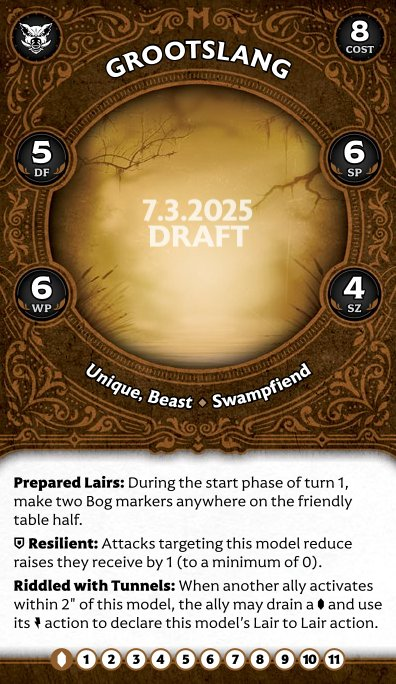 M
8
COST
GROOTSLANG
5
DF
6
SP
7.3.2025
DRAFT
6
WP
4
SZ
Unique, Beast ◆ Swampfiend
Prepared Lairs: During the start phase of turn 1,
make two Bog markers anywhere on the friendly
table half.
Resilient: Attacks targeting this model reduce
raises they receive by 1 (to a minimum of 0).
Riddled with Tunnels: When another ally activates
within 2" of this model, the ally may drain a and use
its action to declare this model's Lair to Lair action.
1 2 3 4 5 6 7 8 9 10 11